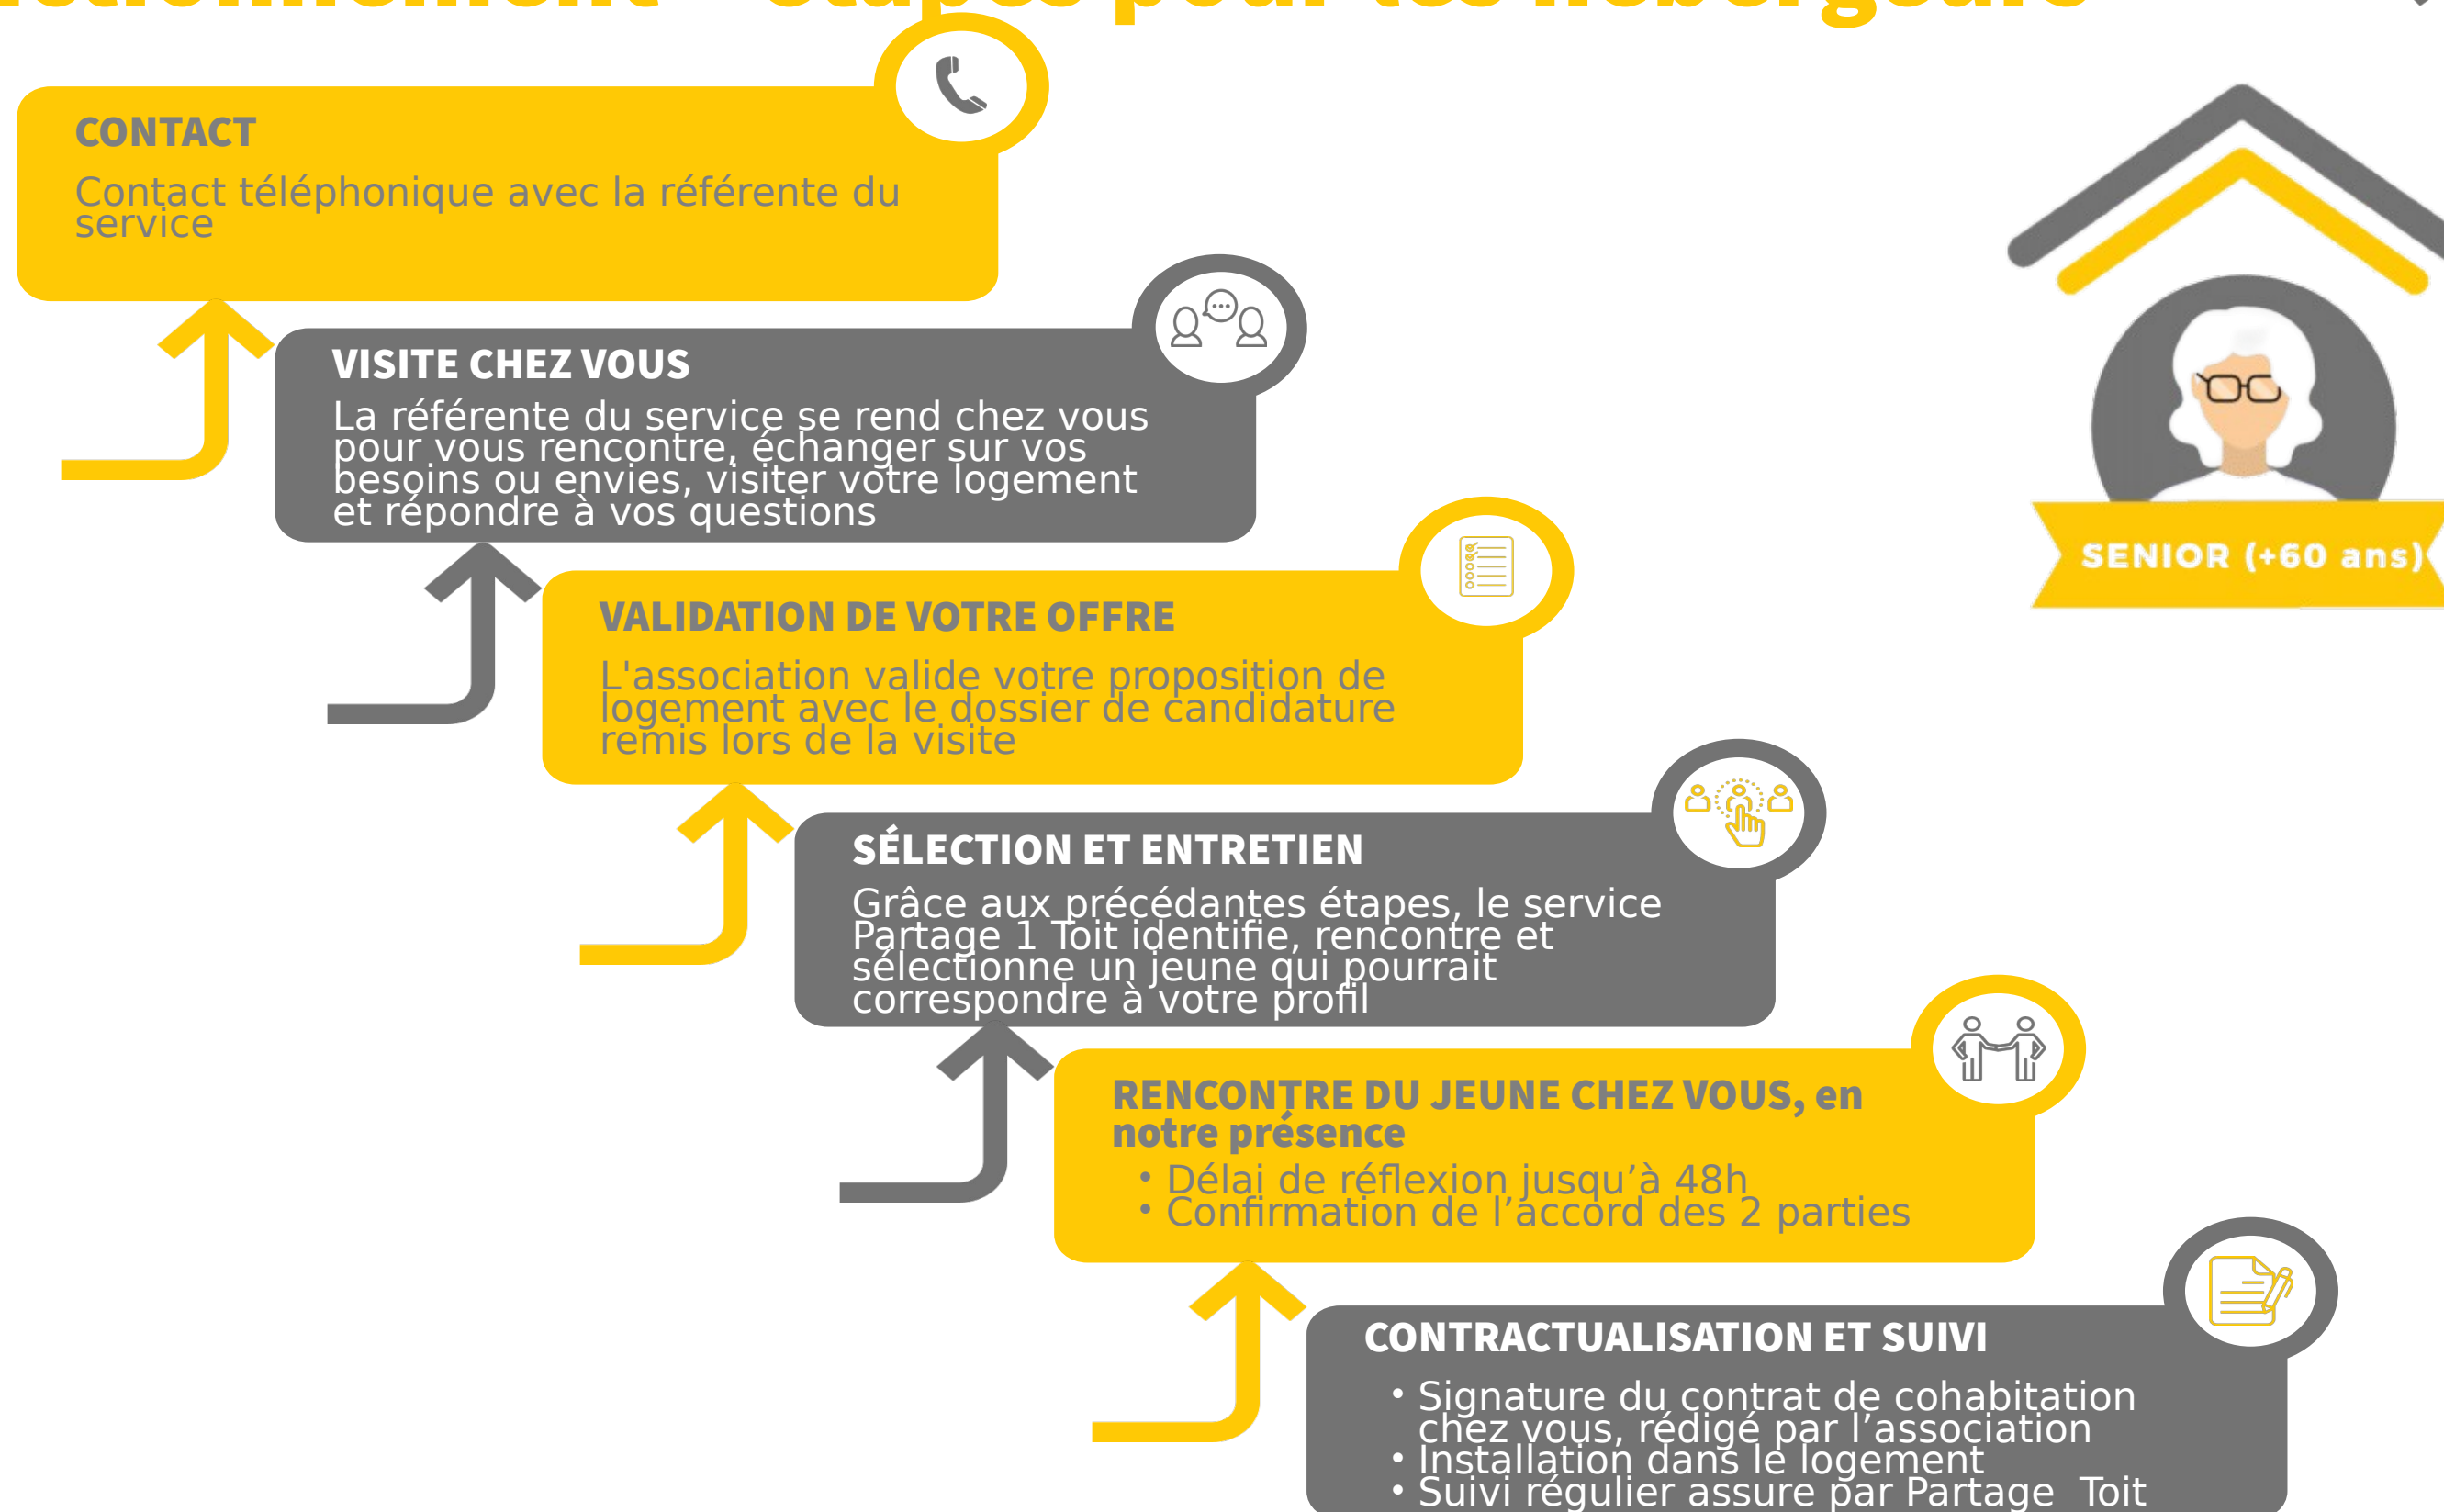 CONTACT
Contact téléphonique avec la référente du
service
VISITE CHEZ VOUS
La référente du service se rend chez vous
pour vous rencontre, échanger sur vos
besoins ou envies, visiter votre logement
et répondre à vos questions
SENIOR (+60 ans)
VALIDATION DE VOTRE OFFRE
L'association valide votre proposition de
logement avec le dossier de candidature
remis lors de la visite
SÉLECTION ET ENTRETIEN
Grâce aux précédantes étapes, le service
Partage 1 Toit identifie, rencontre et
sélectionne un jeune qui pourrait
correspondre à votre profil
RENCONTRE DU JEUNE CHEZ VOUS, en
notre présence
• Délai de réflexion jusqu’à 48h
• Confirmation de l’accord des 2 parties
CONTRACTUALISATION ET SUIVI
• Signature du contrat de cohabitation
chez vous, rédigé par l’association
• Installation dans le logement
• Suivi régulier assure par Partage Toit